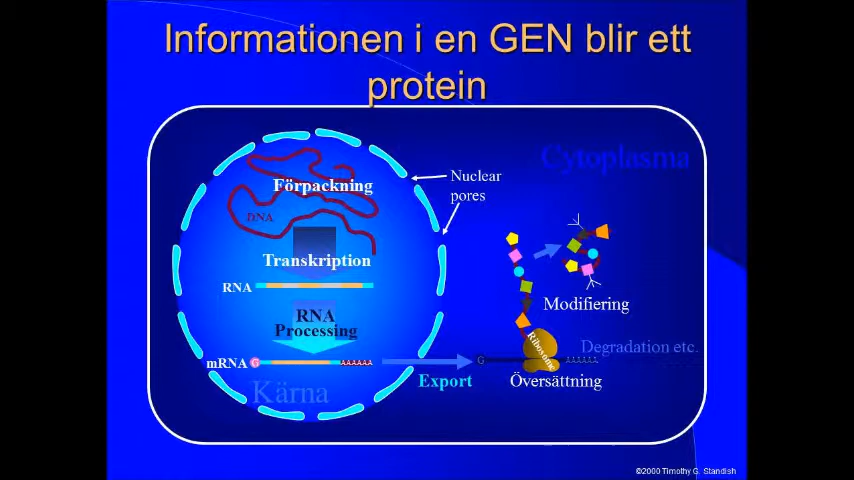 Informationen i en GEN blir ett
protein
Cytoplasma
Förpackning
Nuclear
pores
DNA
Transkription
RNA
Modifiering
RNA
Processing
Ribosome
Degradation etc.
mRNA G AAAAAA
G AAAAAA
Export
Översättning
Kärna
©2000 Timothy G. Standish